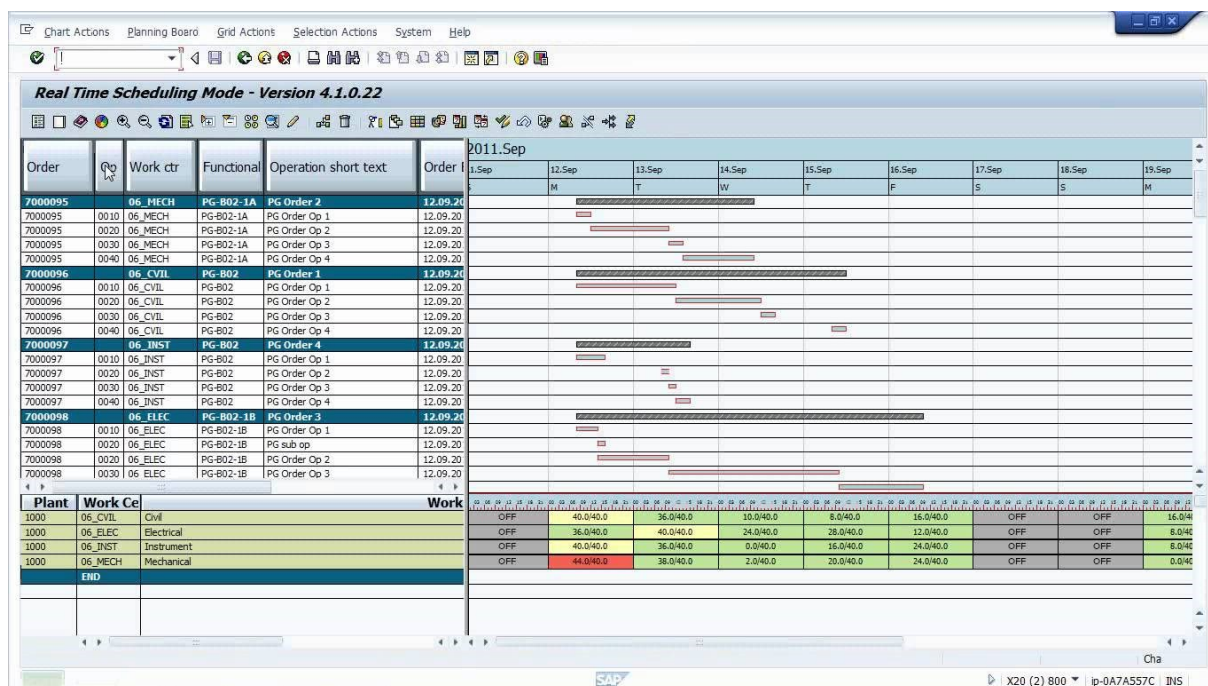 Chart Actions Planning Board Grid Actions Selection Actions System Help
Real Time Scheduling Mode - Version 4.1.0.22
2011.Sep
Order Op Work ctr Functional Operation short text Order
1.Sep 12.Sep 13.Sep 14.Sep 15.Sep 16.Sep 17.Sep 18.Sep 19.Sep
M T W T F S S M
7000095 06_MECH PG-B02-1A PG Order 2 12.09.20
7000095 0010 06_MECH PG-B02-1A PG Order Op 1 12.09.20
7000095 0020 06_MECH PG-B02-1A PG Order Op 2 12.09.20
7000095 0030 06_MECH PG-B02-1A PG Order Op 3 12.09.20
7000095 0040 06_MECH PG-B02-1A PG Order Op 4 12.09.20
7000096 06_CVIL PG-B02 PG Order 1 12.09.20
7000096 0010 06_CVIL PG-B02 PG Order Op 1 12.09.20
7000096 0020 06_CVIL PG-B02 PG Order Op 2 12.09.20
7000096 0030 06_CVIL PG-B02 PG Order Op 3 12.09.20
7000096 0040 06_CVIL PG-B02 PG Order Op 4 12.09.20
7000097 06_INST PG-B02 PG Order 4 12.09.20
7000097 0010 06_INST PG-B02 PG Order Op 1 12.09.20
7000097 0020 06_INST PG-B02 PG Order Op 2 12.09.20
7000097 0030 06_INST PG-B02 PG Order Op 3 12.09.20
7000097 0040 06_INST PG-B02 PG Order Op 4 12.09.20
7000098 06_ELEC PG-B02-1B PG Order 3 12.09.20
7000098 0010 06_ELEC PG-B02-1B PG Order Op 1 12.09.20
7000098 0020 06_ELEC PG-B02-1B PG sub op 12.09.20
7000098 0020 06_ELEC PG-B02-1B PG Order Op 2 12.09.20
7000098 0030 06_ELEC PG-B02-1B PG Order Op 3 12.09.20
Plant Work Ce Work
1000 06_CVIL Civil OFF 40.0/40.0 36.0/40.0 10.0/40.0 8.0/40.0 16.0/40.0 OFF OFF 16.0/4
1000 06_ELEC Electrical OFF 36.0/40.0 40.0/40.0 24.0/40.0 28.0/40.0 12.0/40.0 OFF OFF 8.0/40
1000 06_INST Instrument OFF 40.0/40.0 36.0/40.0 0.0/40.0 16.0/40.0 24.0/40.0 OFF OFF 8.0/40
1000 06_MECH Mechanical OFF 44.0/40.0 38.0/40.0 2.0/40.0 20.0/40.0 24.0/40.0 OFF OFF 0.0/40
END
Cha
SAP X20 (2) 800 ip-0A7A557C INS